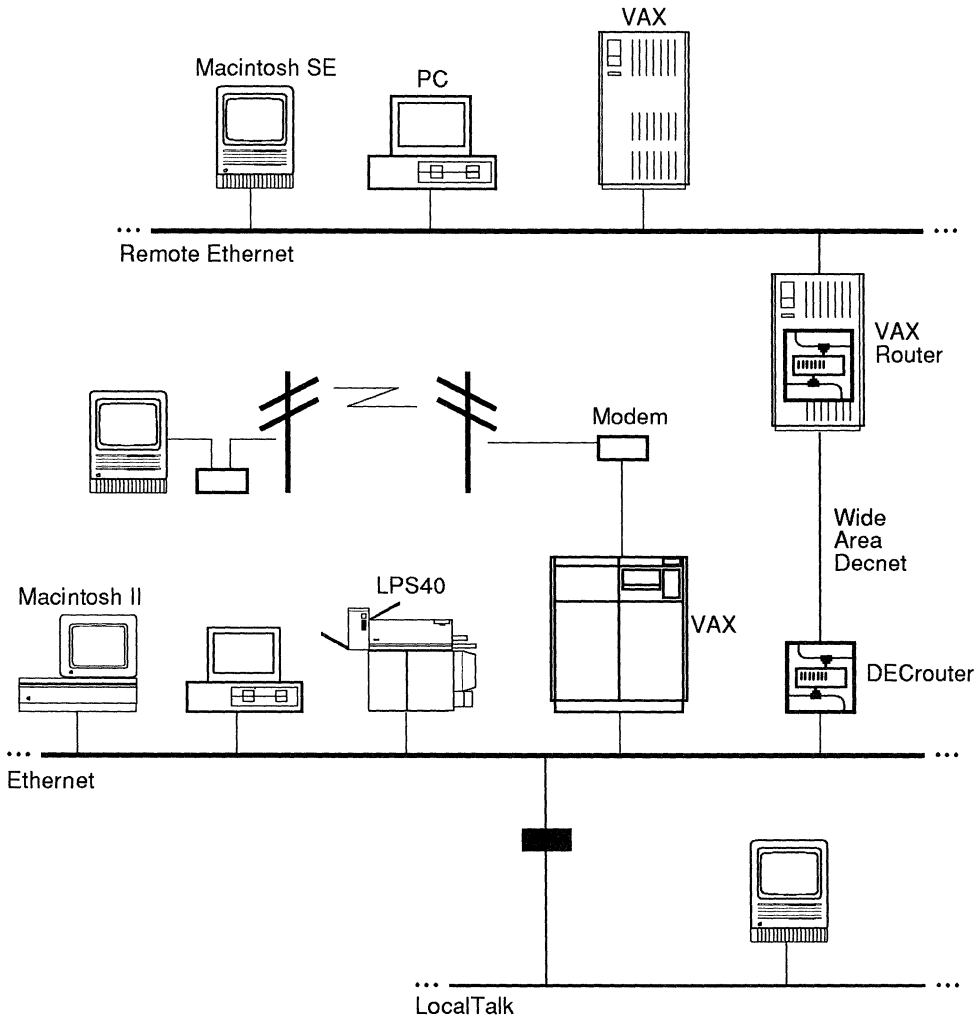 VAX
Macintosh SE
PC
Remote Ethernet
VAX
Router
Modem
Wide
Area
Decnet
Macintosh II
LPS40
VAX
DECrouter
Ethernet
LocalTalk